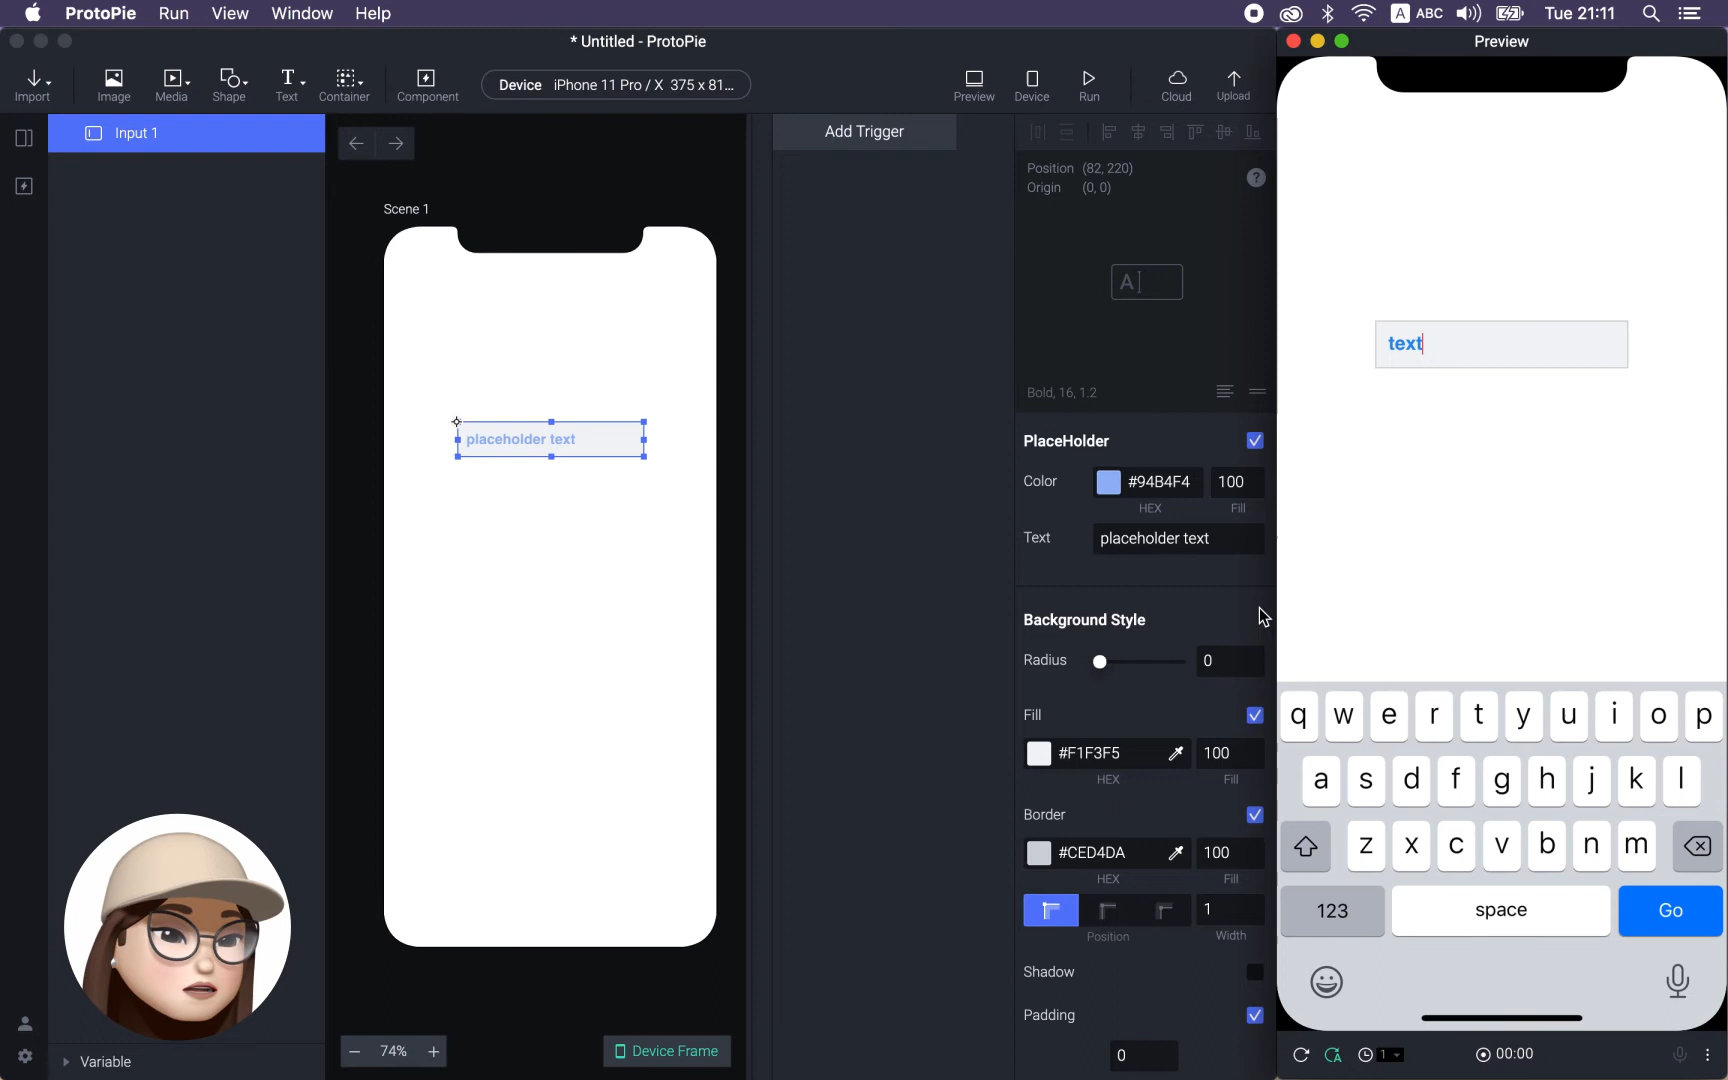 ProtoPie Run View Window Help
A ABC Tue 21:11
* Untitled - ProtoPie
Preview
Import Image Media Shape Text Container Component
Device iPhone 11 Pro / X 375 x 81...
Preview Device Run Cloud Upload
Input 1
Scene 1
placeholder text
74%
Device Frame
Variable
Add Trigger
Position (82, 220)
Origin (0, 0)
?
A
Bold, 16, 1.2
PlaceHolder
Color #94B4F4 100
HEX Fill
Text placeholder text
Background Style
Radius 0
Fill
#F1F3F5 100
HEX Fill
Border
#CED4DA 100
HEX Fill
1
Position Width
Shadow
Padding
0
text
q w e r t y u i o p
a s d f g h j k l
z x c v b n m
123 space Go
A 1 00:00